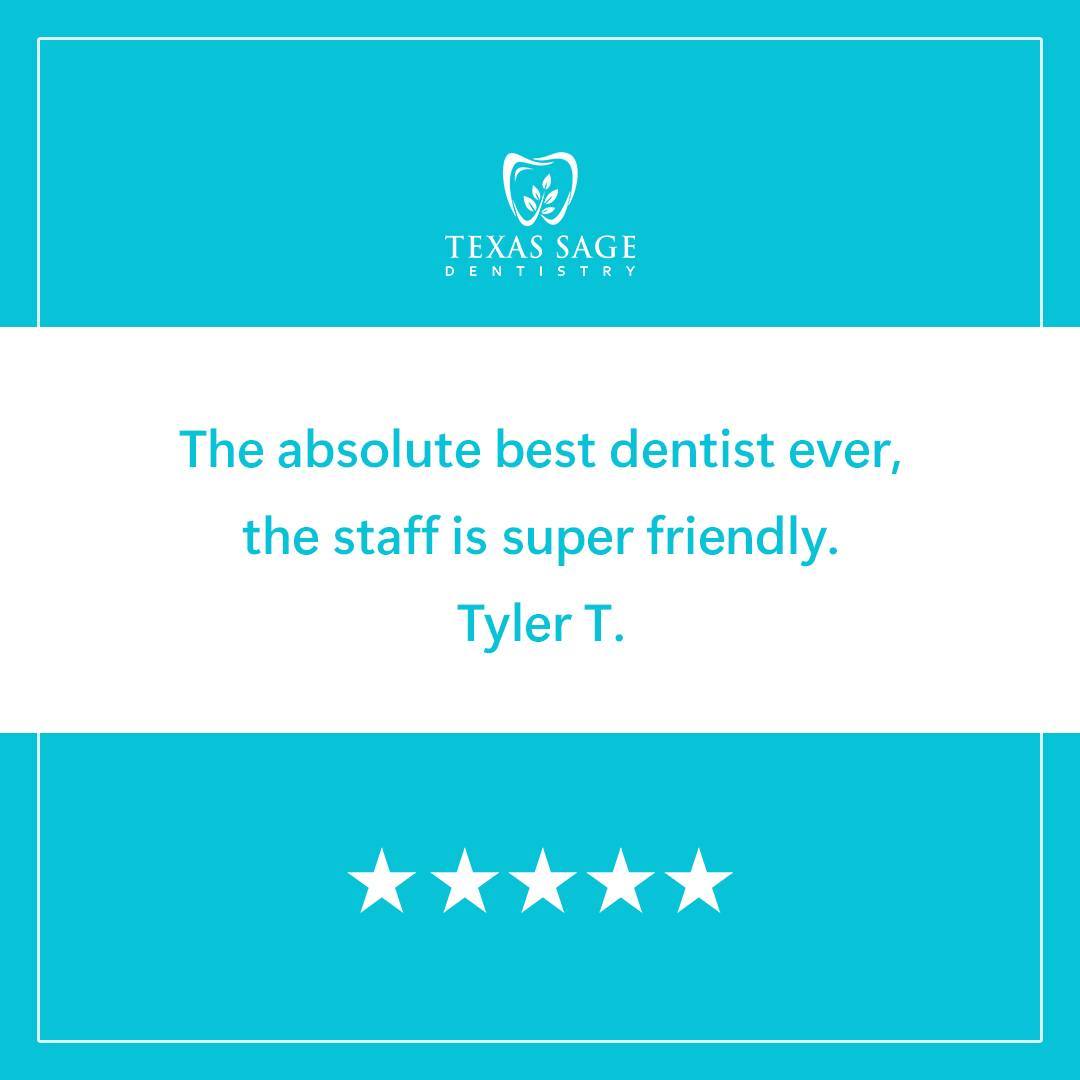 TEXAS SAGE
DENTISTRY
The absolute best dentist ever,
the staff is super friendly.
Tyler T.